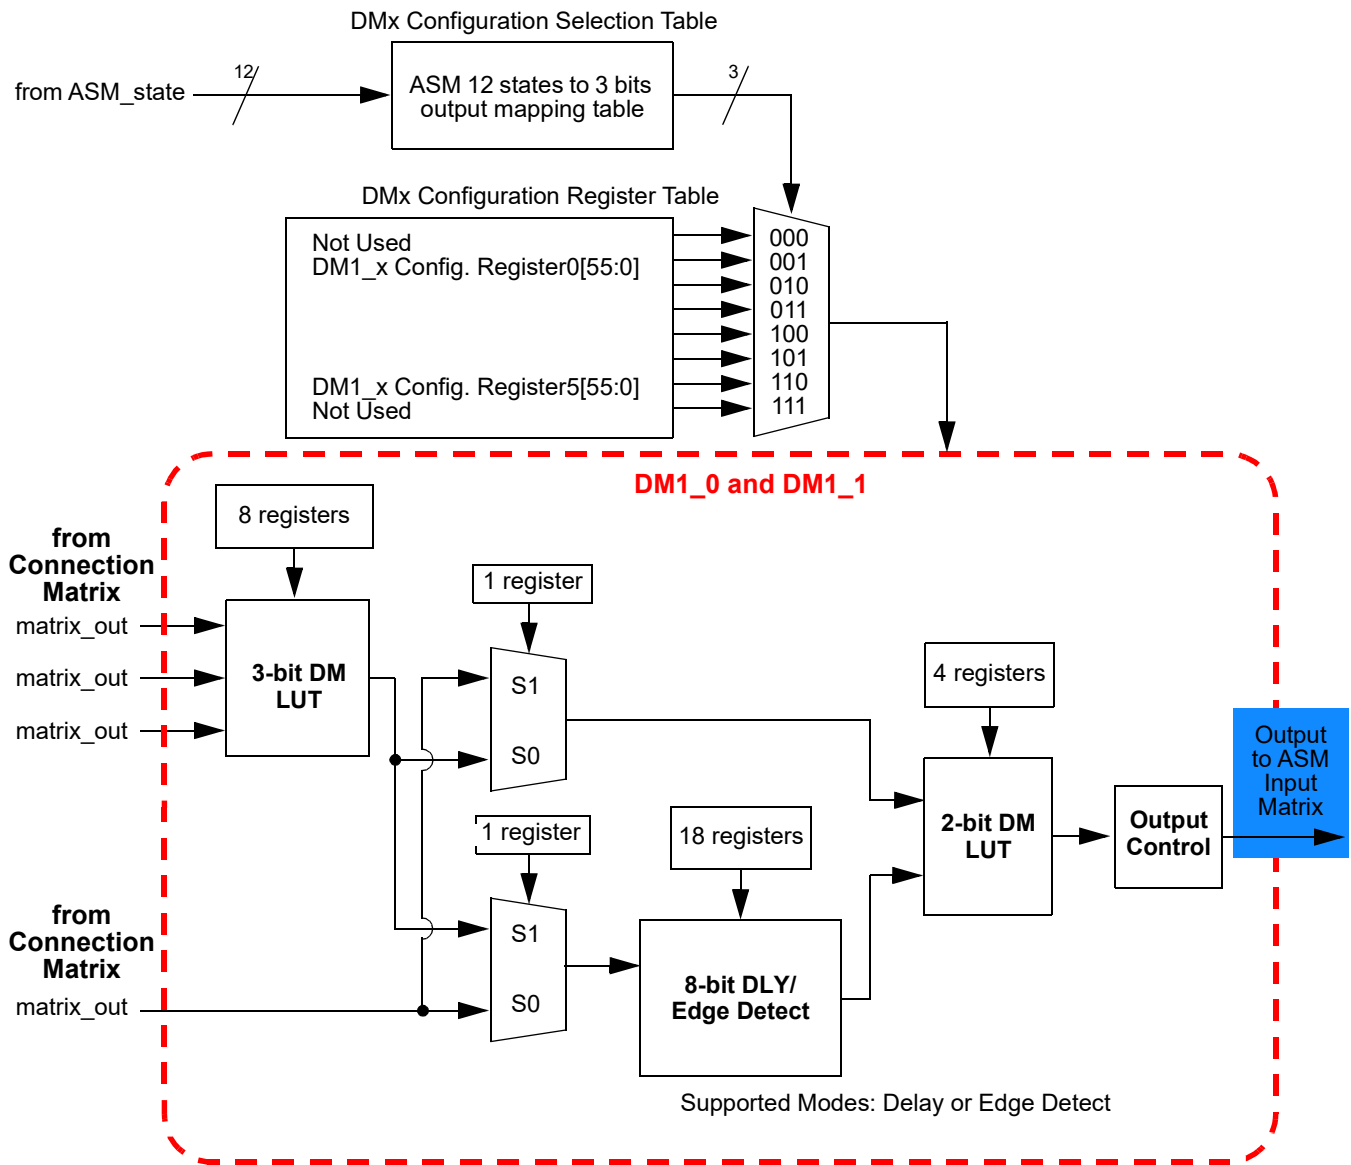 DMx Configuration Selection Table
from ASM_state
12
ASM 12 states to 3 bits
output mapping table
3
DMx Configuration Register Table
Not Used
DM1_x Config. Register0[55:0]
DM1_x Config. Register5[55:0]
Not Used
000
001
010
011
100
101
110
111
DM1_0 and DM1_1
8 registers
from
Connection
Matrix
matrix_out
matrix_out
matrix_out
3-bit DM
LUT
1 register
S1
S0
4 registers
Output
to ASM
Input
Matrix
1 register
18 registers
2-bit DM
LUT
Output
Control
from
Connection
Matrix
matrix_out
S1
S0
8-bit DLY/
Edge Detect
Supported Modes: Delay or Edge Detect